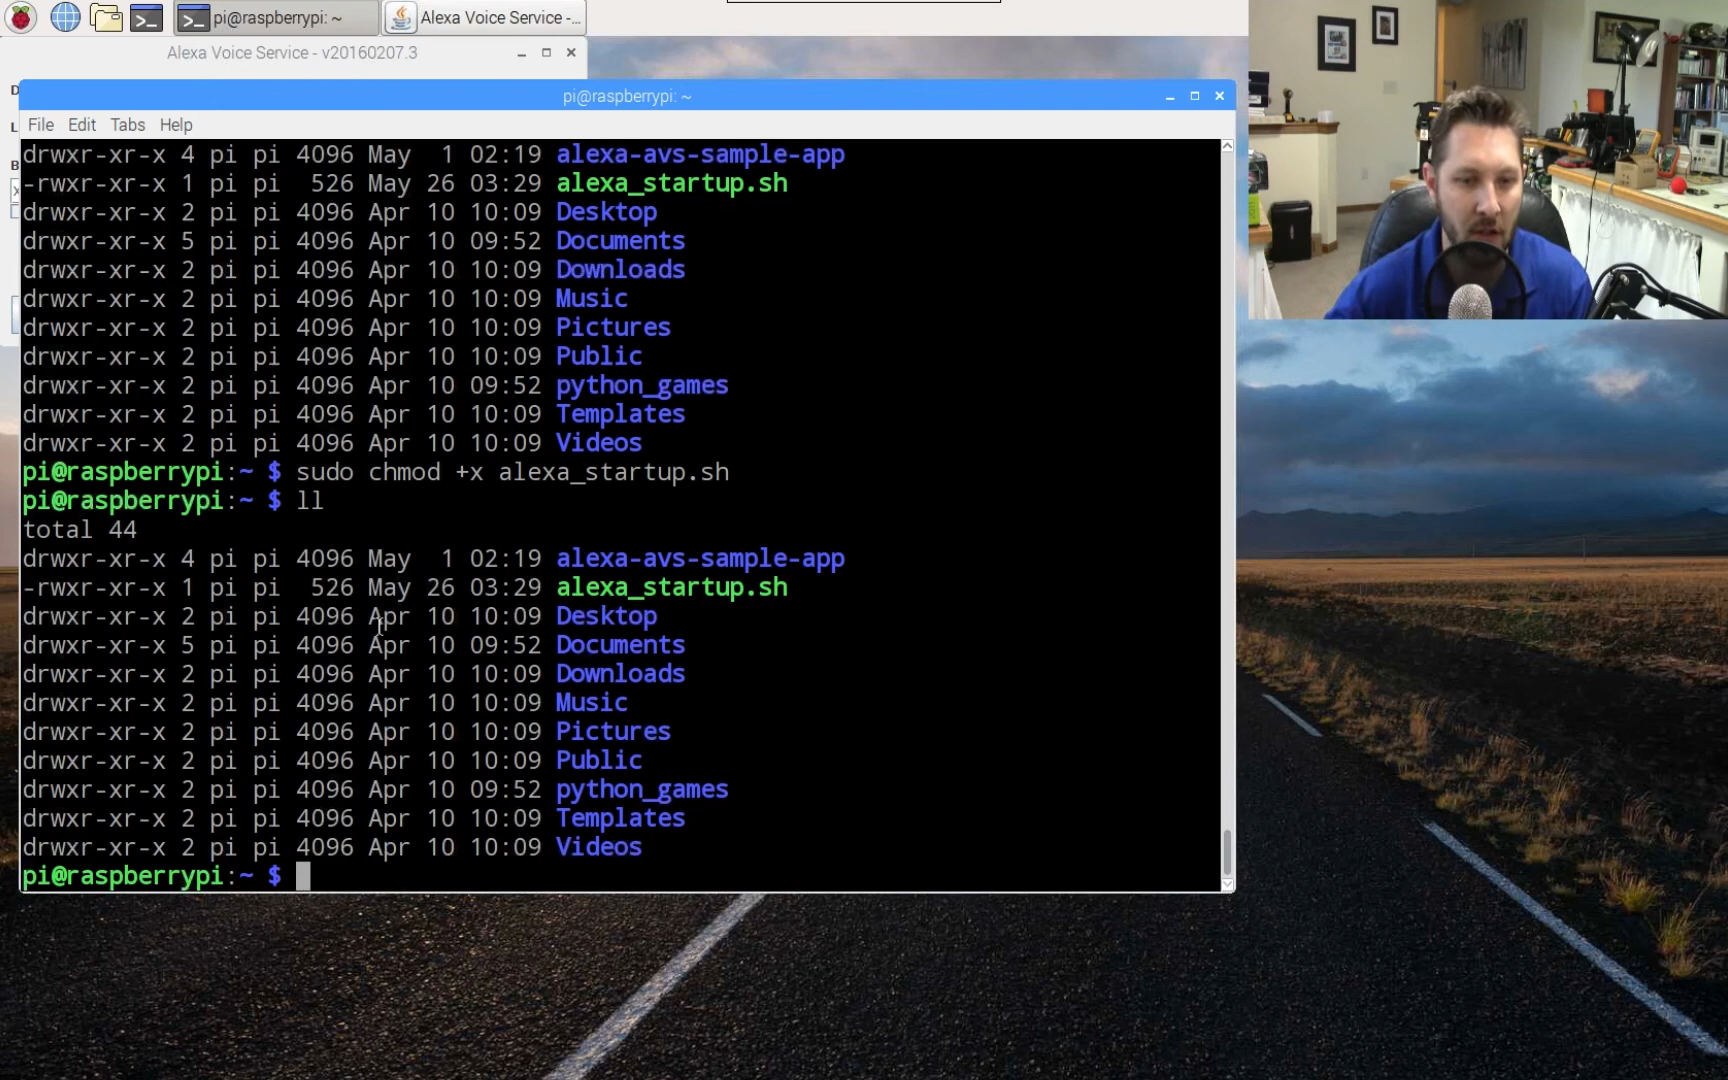 pi@raspberrypi: ~
Alexa Voice Service -...
Alexa Voice Service - v20160207.3
D
L
B
x
pi@raspberrypi: ~
File Edit Tabs Help
drwxr-xr-x 4 pi pi 4096 May  1 02:19 alexa-avs-sample-app
-rwxr-xr-x 1 pi pi  526 May 26 03:29 alexa_startup.sh
drwxr-xr-x 2 pi pi 4096 Apr 10 10:09 Desktop
drwxr-xr-x 5 pi pi 4096 Apr 10 09:52 Documents
drwxr-xr-x 2 pi pi 4096 Apr 10 10:09 Downloads
drwxr-xr-x 2 pi pi 4096 Apr 10 10:09 Music
drwxr-xr-x 2 pi pi 4096 Apr 10 10:09 Pictures
drwxr-xr-x 2 pi pi 4096 Apr 10 10:09 Public
drwxr-xr-x 2 pi pi 4096 Apr 10 09:52 python_games
drwxr-xr-x 2 pi pi 4096 Apr 10 10:09 Templates
drwxr-xr-x 2 pi pi 4096 Apr 10 10:09 Videos
pi@raspberrypi:~ $ sudo chmod +x alexa_startup.sh
pi@raspberrypi:~ $ ll
total 44
drwxr-xr-x 4 pi pi 4096 May  1 02:19 alexa-avs-sample-app
-rwxr-xr-x 1 pi pi  526 May 26 03:29 alexa_startup.sh
drwxr-xr-x 2 pi pi 4096 Apr 10 10:09 Desktop
drwxr-xr-x 5 pi pi 4096 Apr 10 09:52 Documents
drwxr-xr-x 2 pi pi 4096 Apr 10 10:09 Downloads
drwxr-xr-x 2 pi pi 4096 Apr 10 10:09 Music
drwxr-xr-x 2 pi pi 4096 Apr 10 10:09 Pictures
drwxr-xr-x 2 pi pi 4096 Apr 10 10:09 Public
drwxr-xr-x 2 pi pi 4096 Apr 10 09:52 python_games
drwxr-xr-x 2 pi pi 4096 Apr 10 10:09 Templates
drwxr-xr-x 2 pi pi 4096 Apr 10 10:09 Videos
pi@raspberrypi:~ $